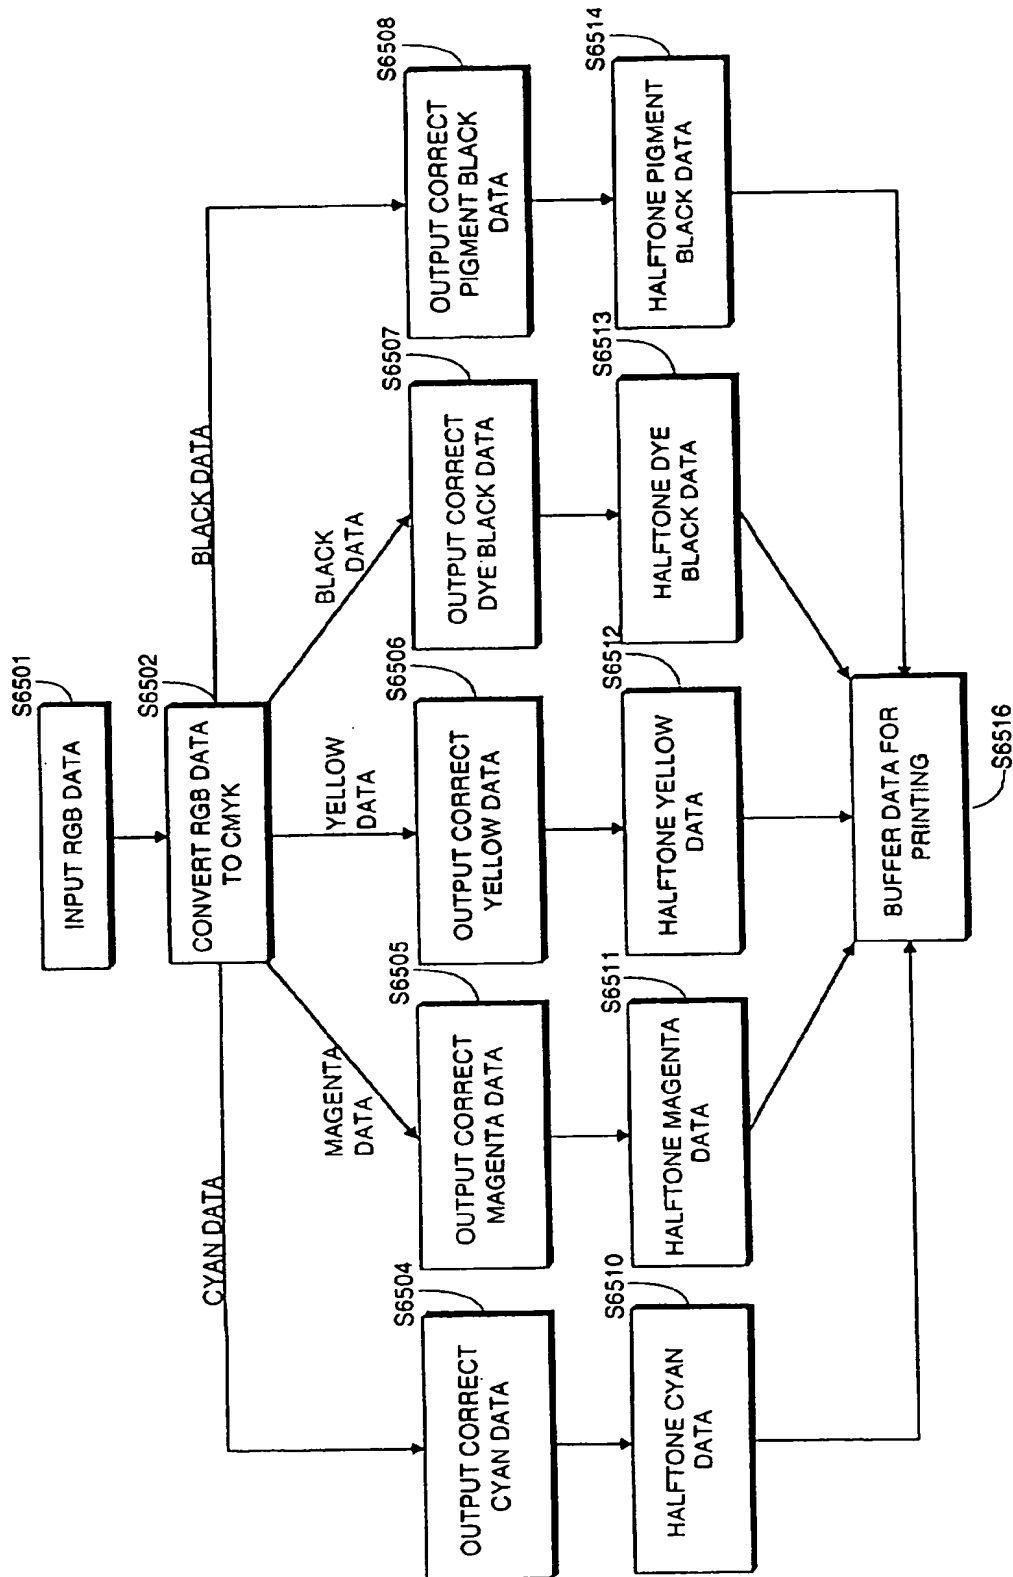 S6501
INPUT RGB DATA
S6502
CONVERT RGB DATA
TO CMYK
CYAN DATA
MAGENTA
DATA
YELLOW
DATA
BLACK
DATA
BLACK DATA
S6504
OUTPUT CORRECT
CYAN DATA
S6505
OUTPUT CORRECT
MAGENTA DATA
S6506
OUTPUT CORRECT
YELLOW DATA
S6507
OUTPUT CORRECT
DYE BLACK DATA
S6508
OUTPUT CORRECT
PIGMENT BLACK
DATA
S6510
HALFTONE CYAN
DATA
S6511
HALFTONE MAGENTA
DATA
S6512
HALFTONE YELLOW
DATA
S6513
HALFTONE DYE
BLACK DATA
S6514
HALFTONE PIGMENT
BLACK DATA
BUFFER DATA FOR
PRINTING
S6516